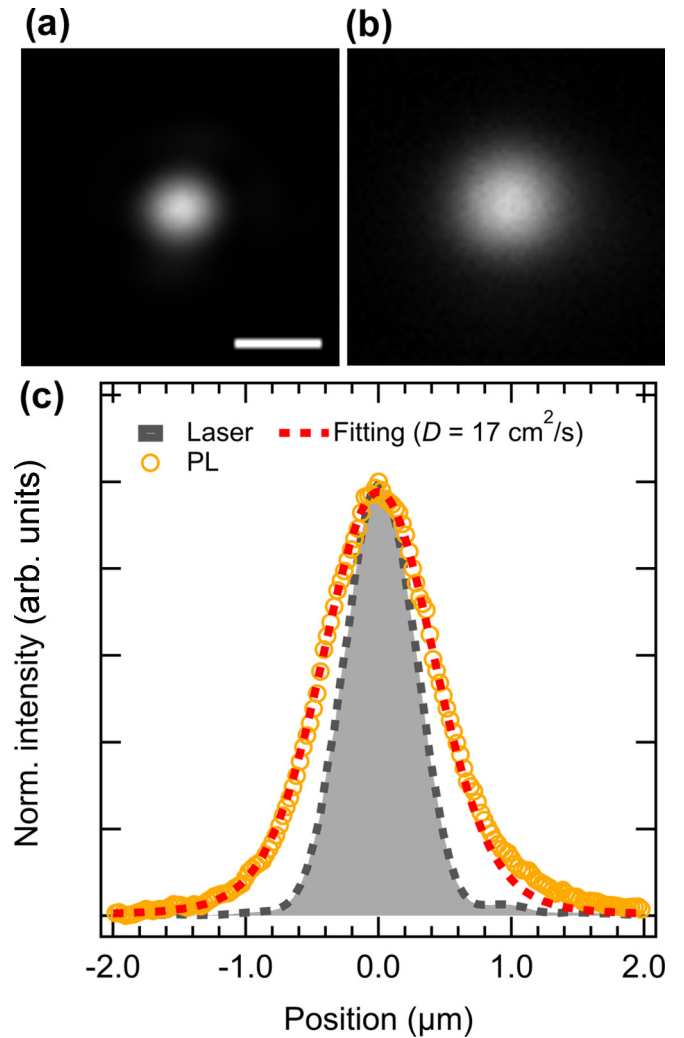 (a)
(b)
(c)
Laser
Fitting (D = 17 cm²/s)
PL
Norm. intensity (arb. units)
-2.0
-1.0
0.0
1.0
2.0
Position (μm)